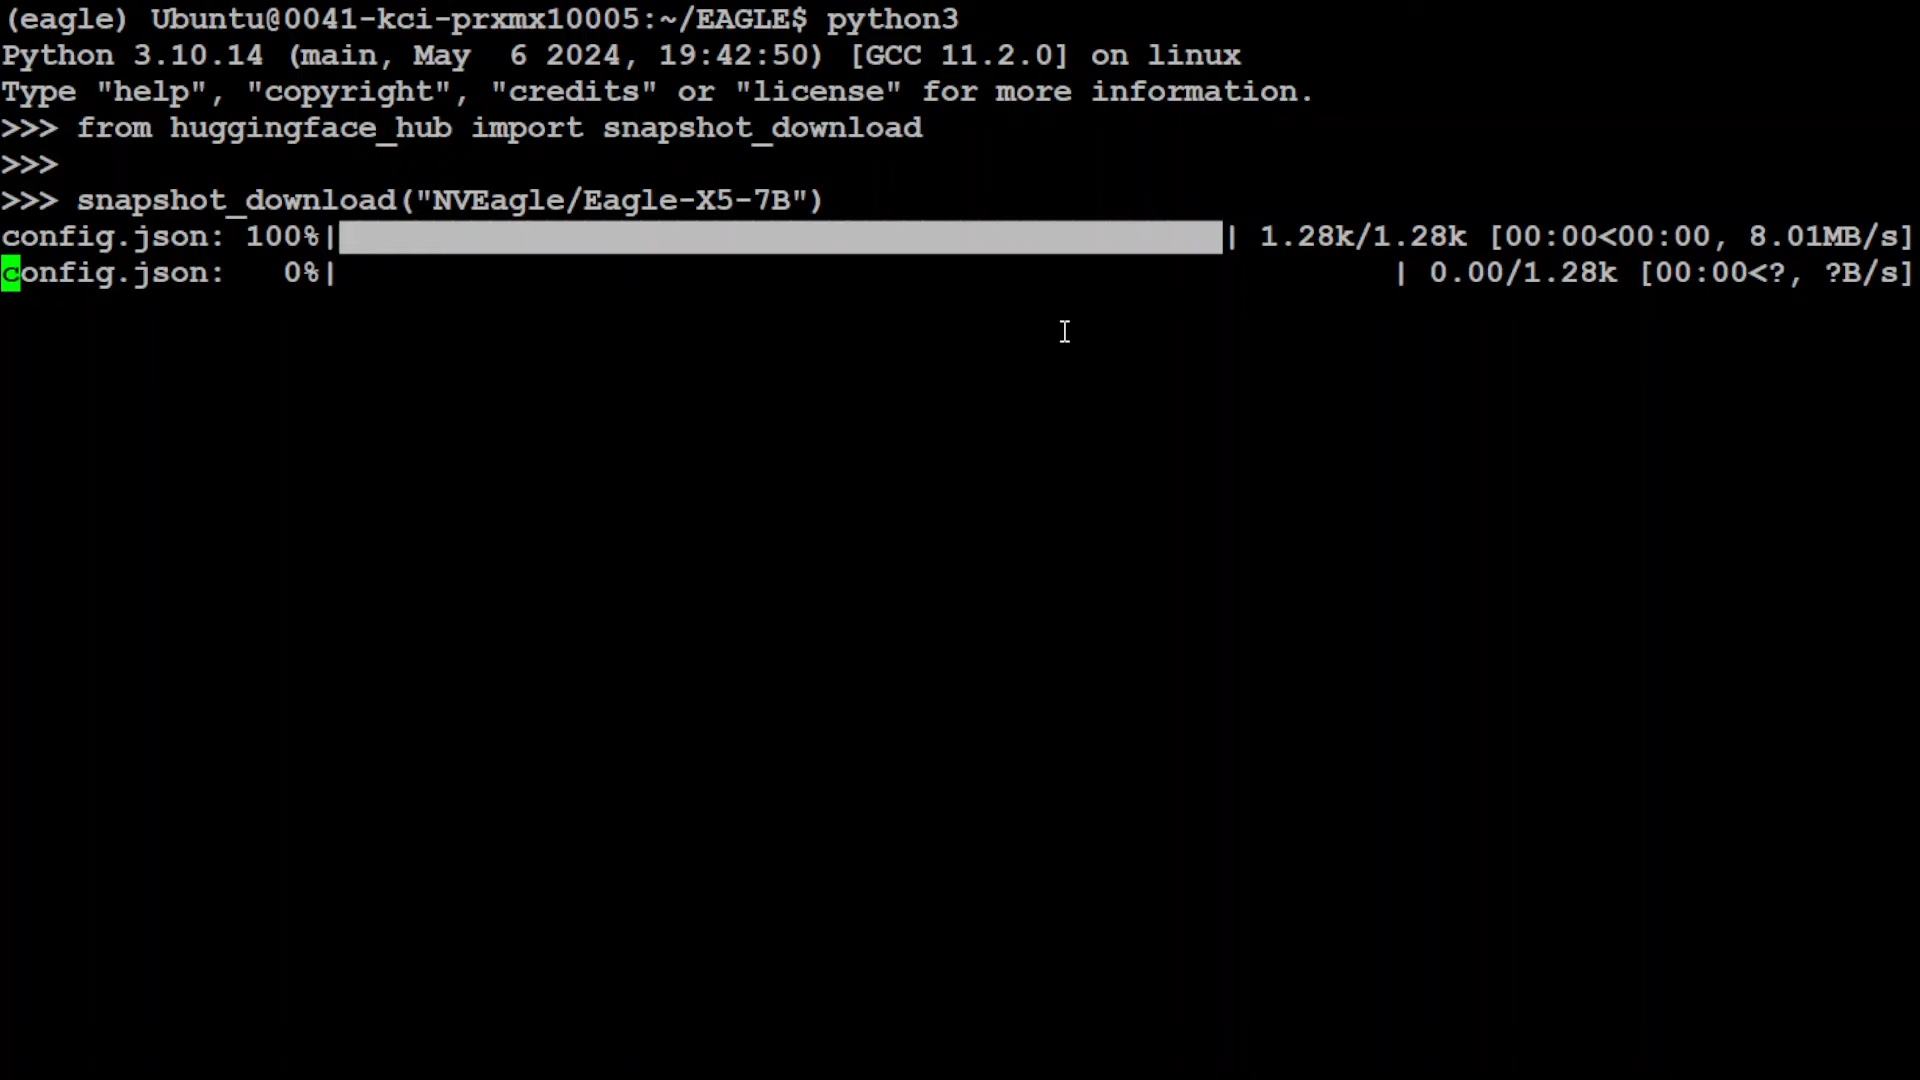 (eagle) Ubuntu@0041-kci-prxmx10005:~/EAGLE$ python3
Python 3.10.14 (main, May  6 2024, 19:42:50) [GCC 11.2.0] on linux
Type "help", "copyright", "credits" or "license" for more information.
>>> from huggingface_hub import snapshot_download
>>>
>>> snapshot_download("NVEagle/Eagle-X5-7B")
config.json: 100%| | 1.28k/1.28k [00:00<00:00, 8.01MB/s]
config.json:   0%| | 0.00/1.28k [00:00<?, ?B/s]